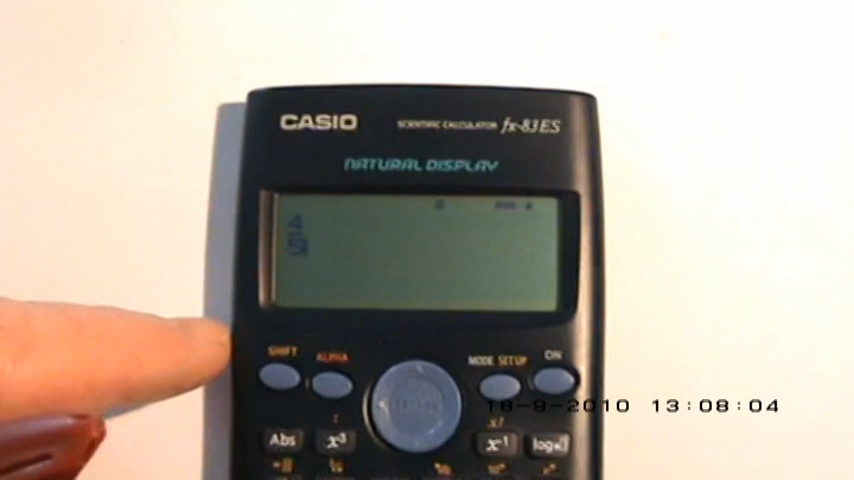 CASIO
SCIENTIFIC CALCULATOR fx-83ES
NATURAL DISPLAY
4
5
SHIFT ALPHA MODE SETUP ON
18-9-2010 13:08:04
Abs x³ x⁻¹